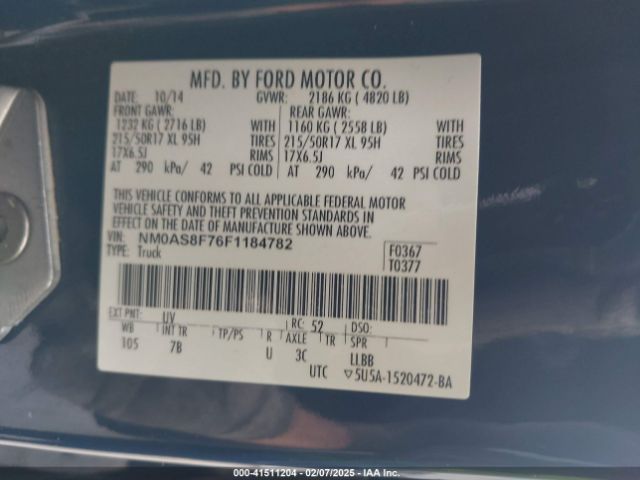 MFD. BY FORD MOTOR CO.
DATE: 10/14 GVWR: 2186 KG ( 4820 LB)
FRONT GAWR: REAR GAWR:
1232 KG ( 2716 LB) WITH 1160 KG ( 2558 LB) WITH
215/50R17 XL 95H TIRES 215/50R17 XL 95H TIRES
17X6.5J RIMS 17X6.5J RIMS
AT 290 kPa/ 42 PSI COLD AT 290 kPa/ 42 PSI COLD
THIS VEHICLE CONFORMS TO ALL APPLICABLE FEDERAL MOTOR
VEHICLE SAFETY AND THEFT PREVENTION STANDARDS IN
EFFECT ON THE DATE OF MANUFACTURE SHOWN ABOVE.
VIN: NM0AS8F76F1184782 F0367
TYPE: Truck T0377
EXT PNT: UV RC: 52 DSO:
WB INT TR TP/PS R AXLE TR SPR
105 7B U 3C LLBB
UTC ▽5U5A-1520472-BA
000-41511204 - 02/07/2025 - IAA Inc.